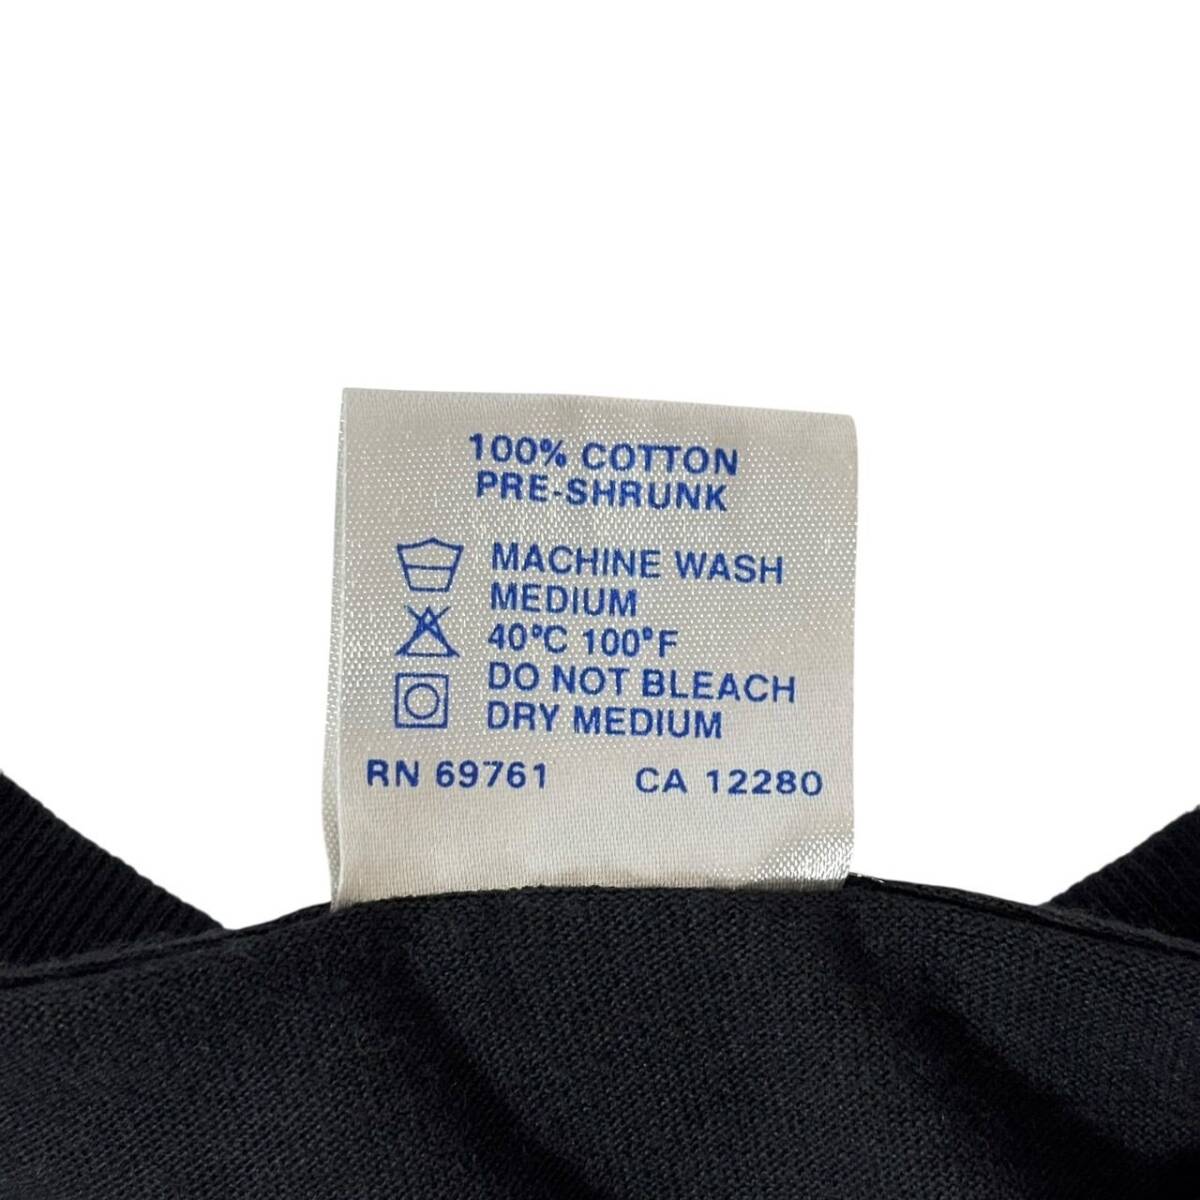 100% COTTON
PRE-SHRUNK
MACHINE WASH
MEDIUM
40°C 100°F
DO NOT BLEACH
DRY MEDIUM
RN 69761 CA 12280